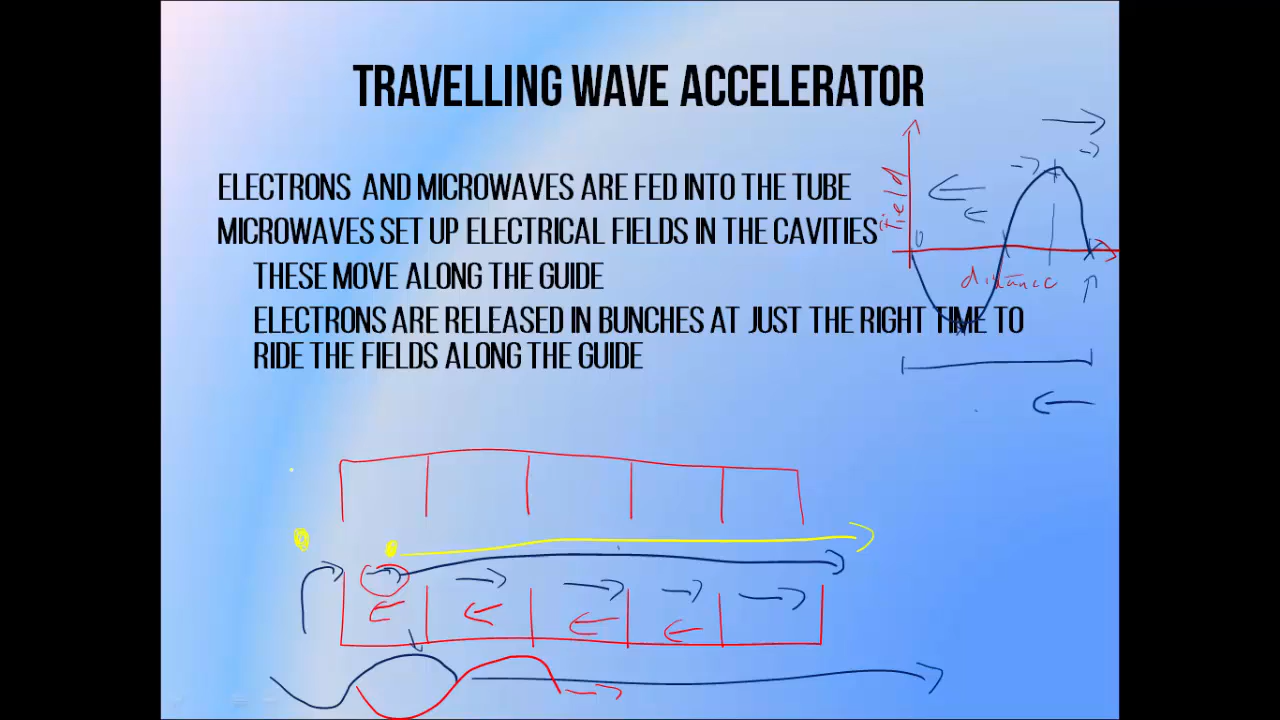 TRAVELLING WAVE ACCELERATOR
ELECTRONS AND MICROWAVES ARE FED INTO THE TUBE
MICROWAVES SET UP ELECTRICAL FIELDS IN THE CAVITIES
THESE MOVE ALONG THE GUIDE
ELECTRONS ARE RELEASED IN BUNCHES AT JUST THE RIGHT TIME TO
RIDE THE FIELDS ALONG THE GUIDE
field
0
distance